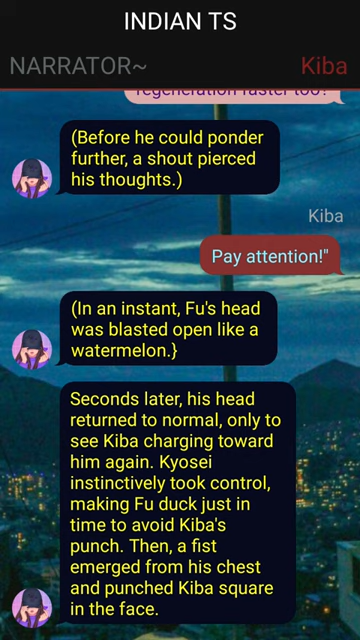 INDIAN TS
NARRATOR~ Kiba
regeneration faster too?"
(Before he could ponder
further, a shout pierced
his thoughts.)
Kiba
Pay attention!"
(In an instant, Fu's head
was blasted open like a
watermelon.}
Seconds later, his head
returned to normal, only to
see Kiba charging toward
him again. Kyosei
instinctively took control,
making Fu duck just in
time to avoid Kiba's
punch. Then, a fist
emerged from his chest
and punched Kiba square
in the face.